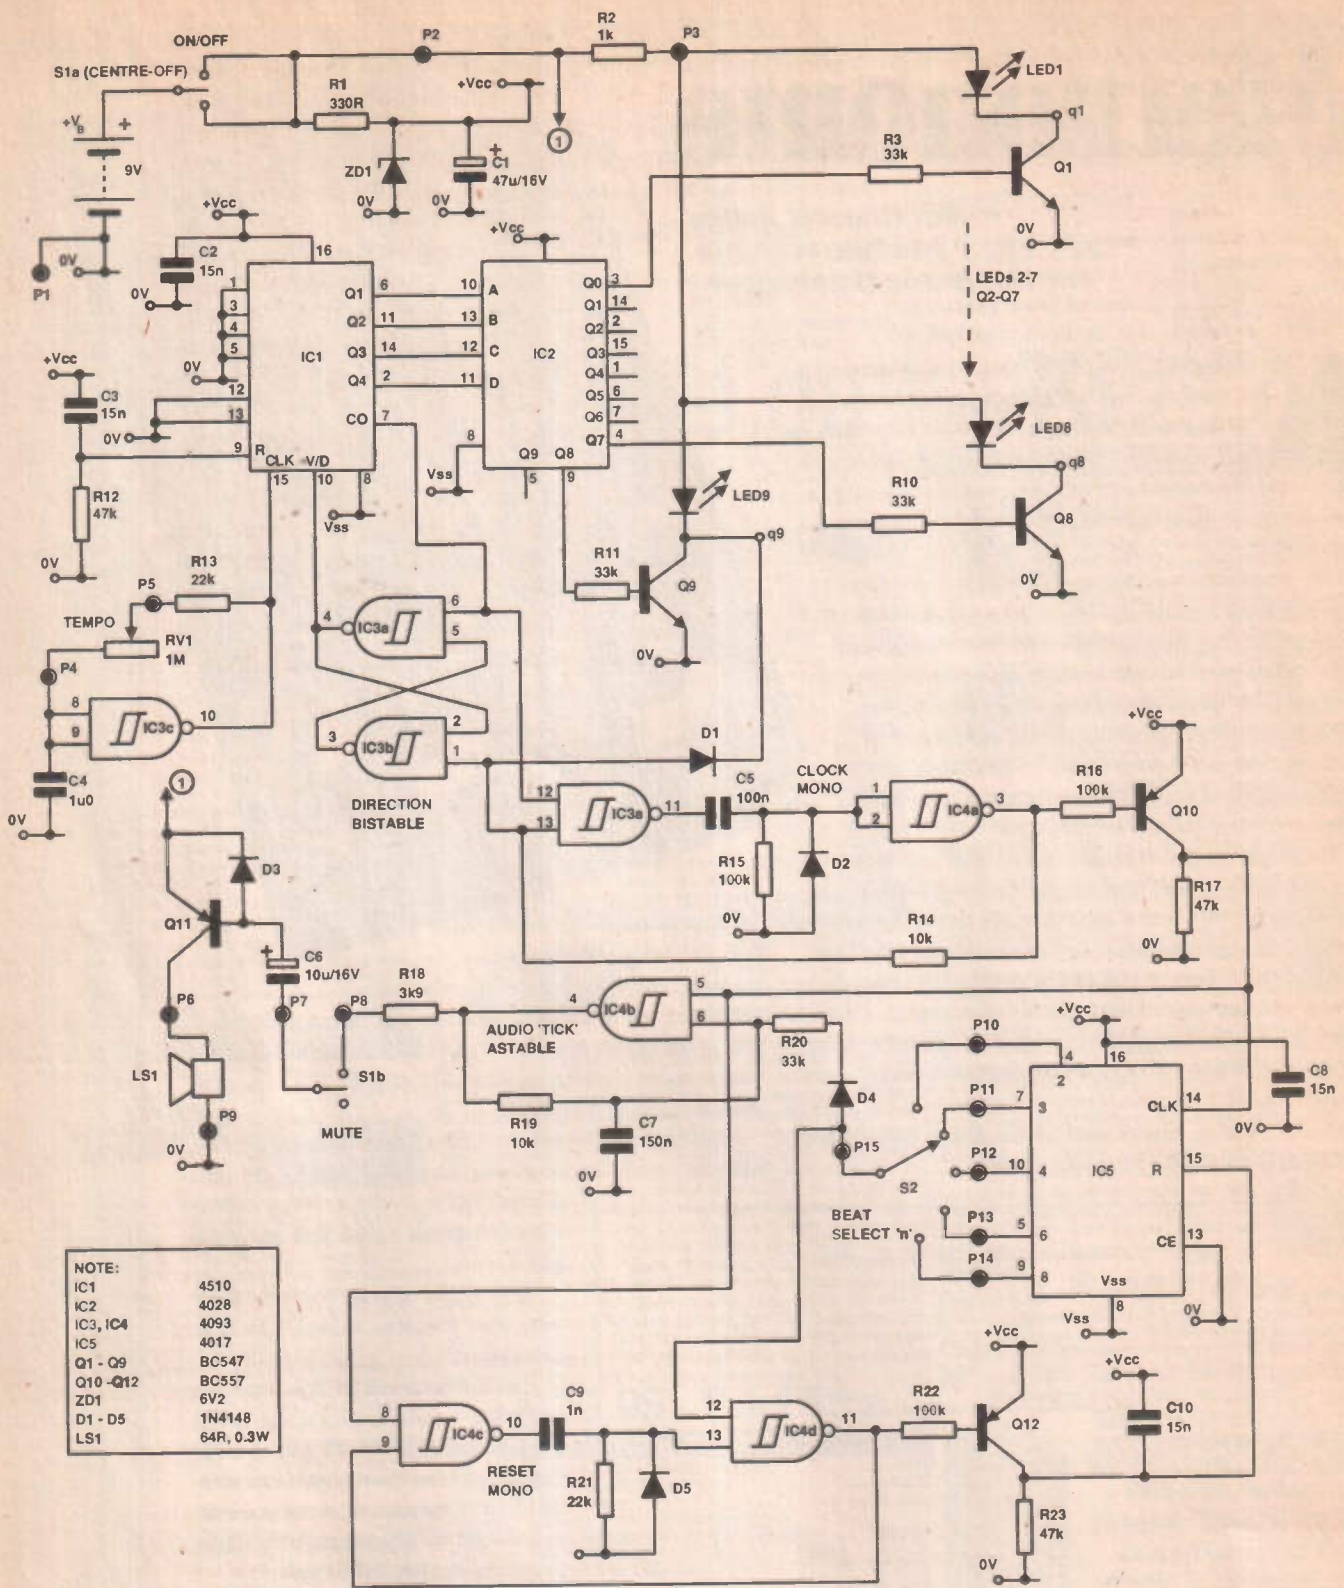 ON/OFF
S1a (CENTRE-OFF)
P2
R2
1k
P3
LED1
q1
+VB
+
9V
R1
330R
+Vcc
1
ZD1
0V
+
C1
47u/16V
0V
R3
33k
Q1
0V
P1
0V
+Vcc
C2
15n
0V
16
1
3
4
5
0V
12
13
0V
9
R
CLK
V/D
15
10
8
Vss
IC1
Q1
6
Q2
11
Q3
14
Q4
2
CO
7
+Vcc
10
A
13
B
12
C
11
D
8
Vss
IC2
Q0
3
Q1
14
Q2
2
Q3
15
Q4
1
Q5
6
Q6
7
Q7
4
Q9
5
Q8
9
LEDs 2-7
Q2-Q7
+Vcc
C3
15n
R12
47k
0V
LED8
q8
R10
33k
Q8
0V
LED9
q9
R11
33k
Q9
0V
R13
22k
P5
TEMPO
RV1
1M
P4
8
9
IC3c
10
C4
1u0
0V
4
IC3a
6
5
3
IC3b
2
1
DIRECTION
BISTABLE
D1
12
13
IC3a
11
C5
100n
CLOCK
MONO
1
2
IC4a
3
R15
100k
0V
D2
R14
10k
R16
100k
+Vcc
Q10
R17
47k
0V
1
D3
Q11
+
C6
10u/16V
P6
P7
P8
R18
3k9
4
IC4b
5
6
AUDIO 'TICK'
ASTABLE
LS1
P9
0V
S1b
MUTE
R19
10k
C7
150n
0V
R20
33k
D4
P15
S2
BEAT
SELECT 'n'
P10
P11
P12
P13
P14
+Vcc
4
2
16
7
3
10
4
5
6
9
8
IC5
CLK
14
R
15
CE
13
Vss
8
Vss
0V
C8
15n
0V
NOTE:
IC1 4510
IC2 4028
IC3, IC4 4093
IC5 4017
Q1 - Q9 BC547
Q10 - Q12 BC557
ZD1 6V2
D1 - D5 1N4148
LS1 64R, 0.3W
8
9
IC4c
10
C9
1n
RESET
MONO
R21
22k
D5
12
13
IC4d
11
R22
100k
+Vcc
Q12
+Vcc
C10
15n
R23
47k
0V